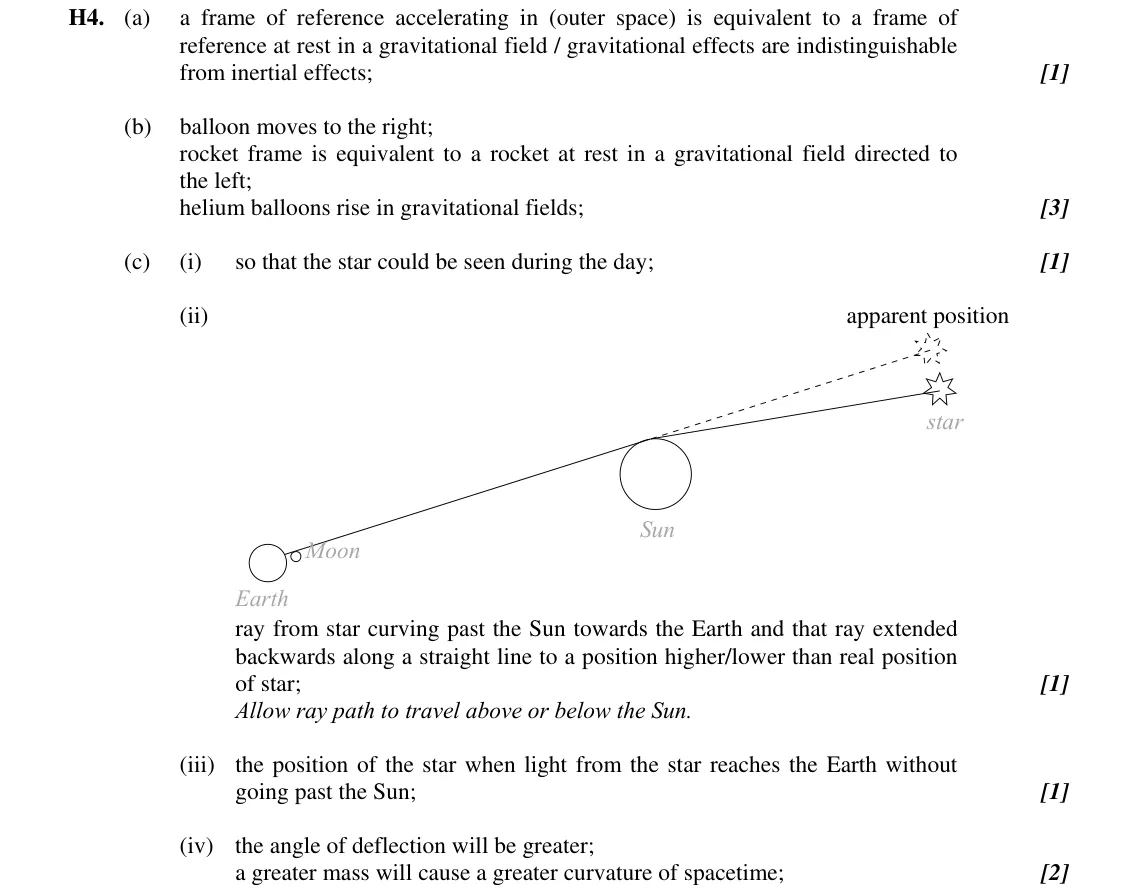 H4. (a) a frame of reference accelerating in (outer space) is equivalent to a frame of
reference at rest in a gravitational field / gravitational effects are indistinguishable
from inertial effects; [1]
(b) balloon moves to the right;
rocket frame is equivalent to a rocket at rest in a gravitational field directed to
the left;
helium balloons rise in gravitational fields; [3]
(c) (i) so that the star could be seen during the day; [1]
(ii)
apparent position
star
Sun
Moon
Earth
ray from star curving past the Sun towards the Earth and that ray extended
backwards along a straight line to a position higher/lower than real position
of star; [1]
Allow ray path to travel above or below the Sun.
(iii) the position of the star when light from the star reaches the Earth without
going past the Sun; [1]
(iv) the angle of deflection will be greater;
a greater mass will cause a greater curvature of spacetime; [2]